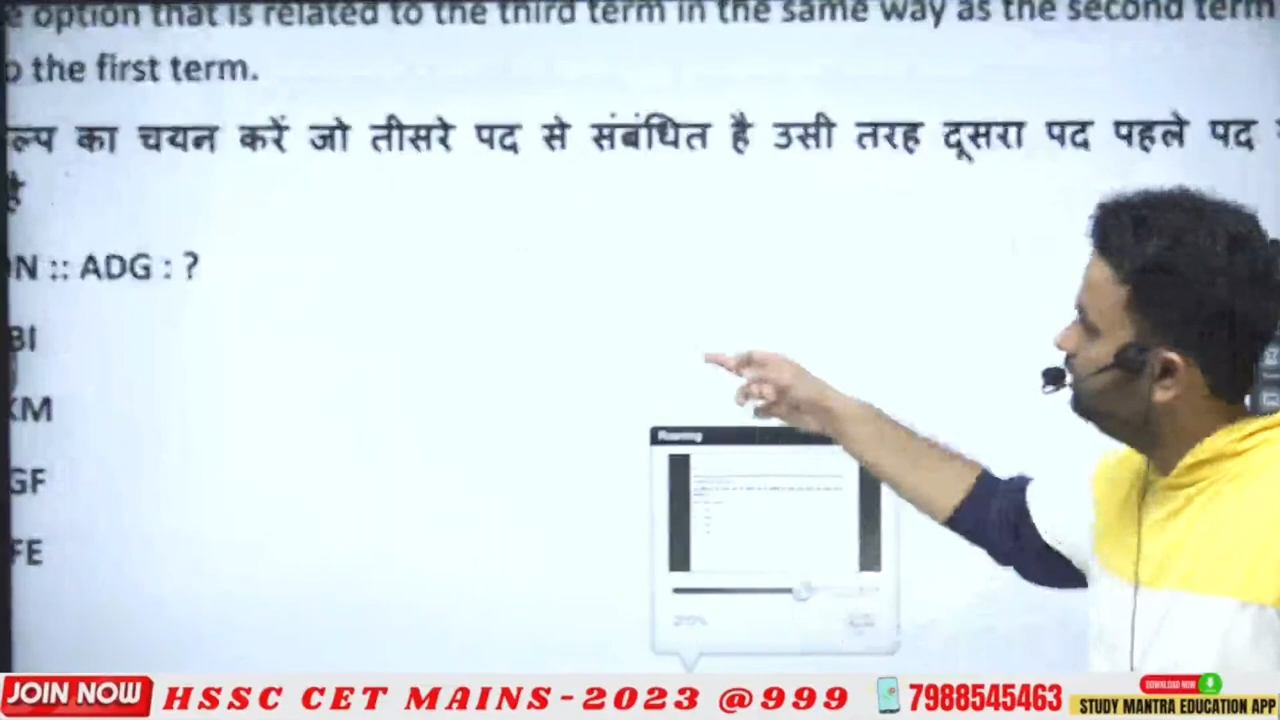 option that is related to the third term in the same way as the second term
the first term.
का चयन करें जो तीसरे पद से संबंधित है उसी तरह दूसरा पद पहले पद
है
N :: ADG : ?
BI
KM
GF
FE
JOIN NOW
HSSC CET MAINS-2023 @999
7988545463
DOWNLOAD NOW
STUDY MANTRA EDUCATION APP